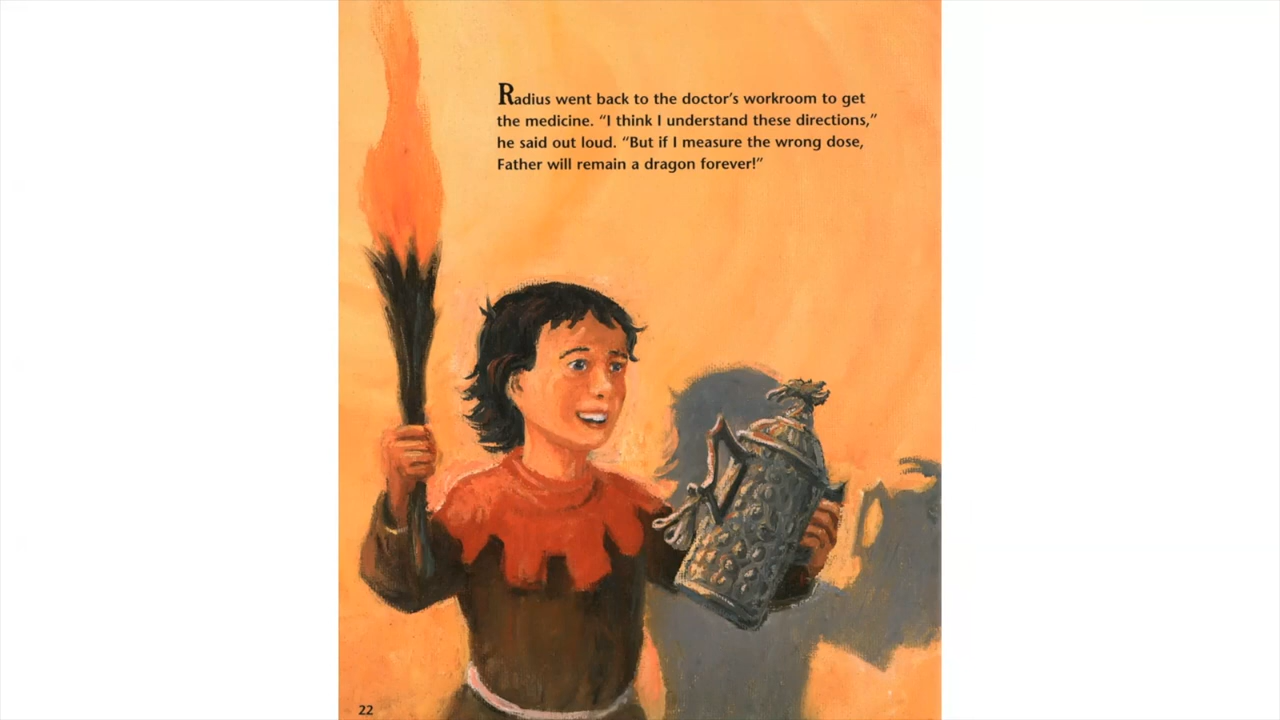 Radius went back to the doctor’s workroom to get
the medicine. “I think I understand these directions,”
he said out loud. “But if I measure the wrong dose,
Father will remain a dragon forever!”
22